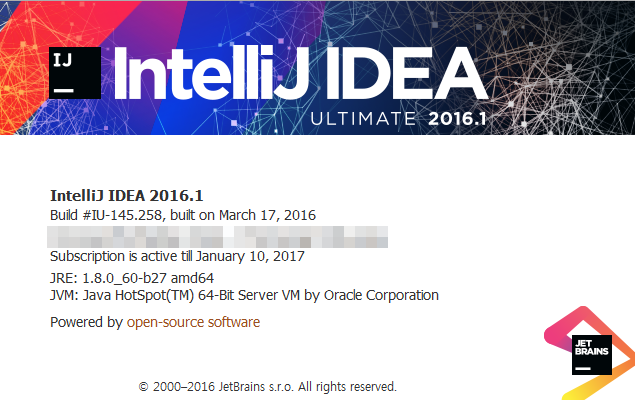 IJ
IntelliJ IDEA
ULTIMATE 2016.1
IntelliJ IDEA 2016.1
Build #IU-145.258, built on March 17, 2016
Subscription is active till January 10, 2017
JRE: 1.8.0_60-b27 amd64
JVM: Java HotSpot(TM) 64-Bit Server VM by Oracle Corporation
Powered by open-source software
JET
BRAINS
© 2000–2016 JetBrains s.r.o. All rights reserved.